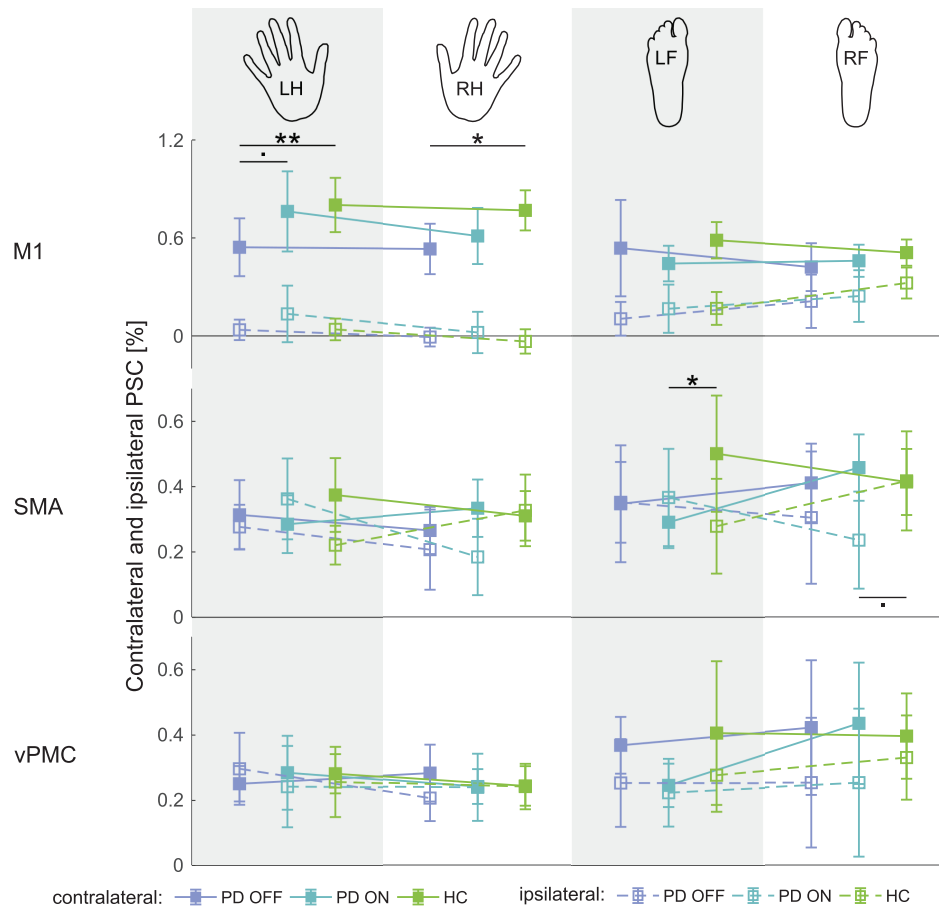 LH RH LF RF
Contralateral and ipsilateral PSC [%]
M1
1.2
0.6
0
** * .
SMA
0.6
0.4
0.2
0
* .
vPMC
0.6
0.4
0.2
0
contralateral: PD OFF PD ON HC ipsilateral: PD OFF PD ON HC